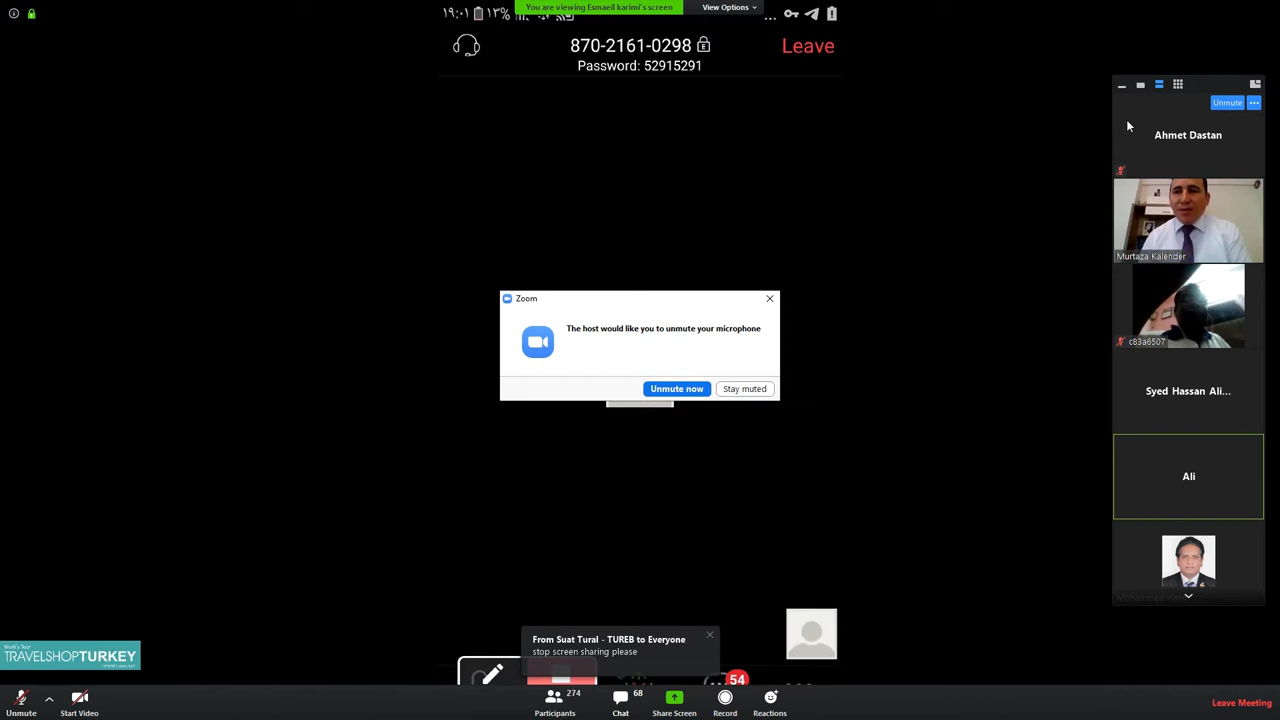 ۱۹:۰۱
۱۳%
You are viewing Esmaeil karimi's screen
View Options
870-2161-0298
Leave
Password: 52915291
Unmute
Ahmet Dastan
Murtaza Kalender
c83a6507
Syed Hassan Ali...
Ali
Zoom
The host would like you to unmute your microphone
Unmute now
Stay muted
From Suat Tural - TUREB to Everyone
stop screen sharing please
54
TRAVELSHOPTURKEY
Unmute
Start Video
274
Participants
68
Chat
Share Screen
Record
Reactions
Leave Meeting